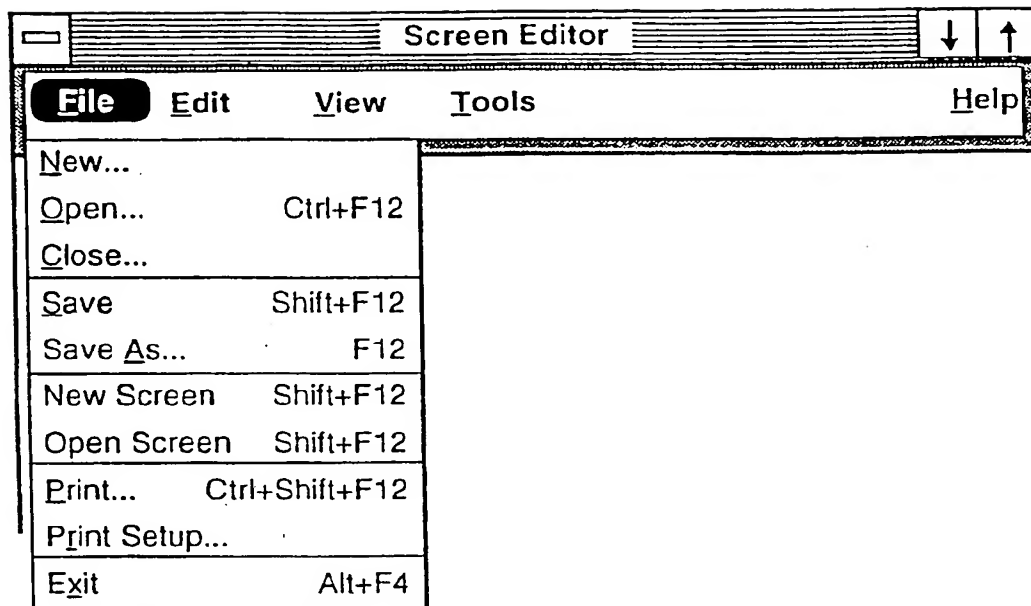 Screen Editor
File Edit View Tools Help
New...
Open... Ctrl+F12
Close...
Save Shift+F12
Save As... F12
New Screen Shift+F12
Open Screen Shift+F12
Print... Ctrl+Shift+F12
Print Setup...
Exit Alt+F4